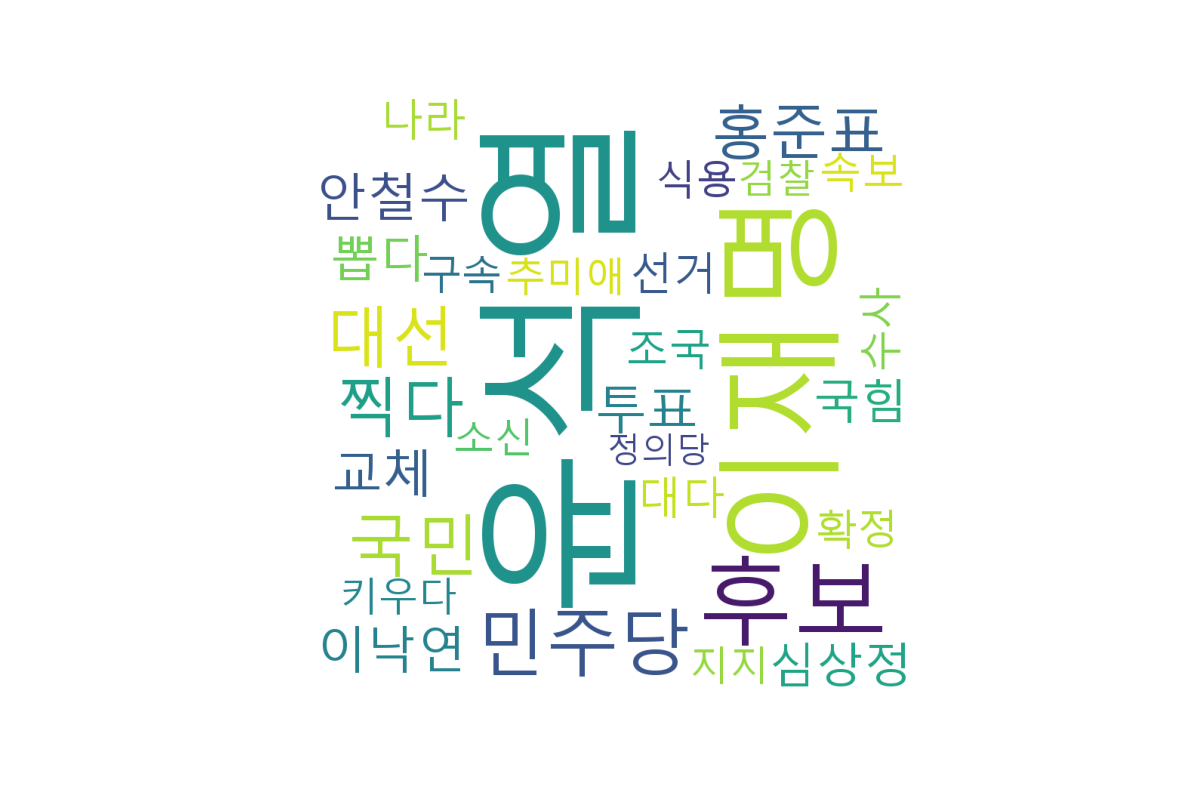 나라
홍준표
윤석열
안철수
식용
검찰
속보
뽑다
구속
추미애
선거
이재명
대선
조국
수사
찍다
투표
국힘
소신
정의당
교체
대다
국민
확정
키우다
후보
이낙연
민주당
지지
심상정